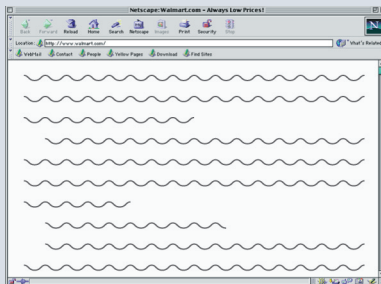 Netscape: Walmart.com - Always Low Prices!
Back Forward Reload Home Search Netscape Images Print Security Stop
Location: http://www.walmart.com/ What's Related
WebMail Contact People Yellow Pages Download Find Sites